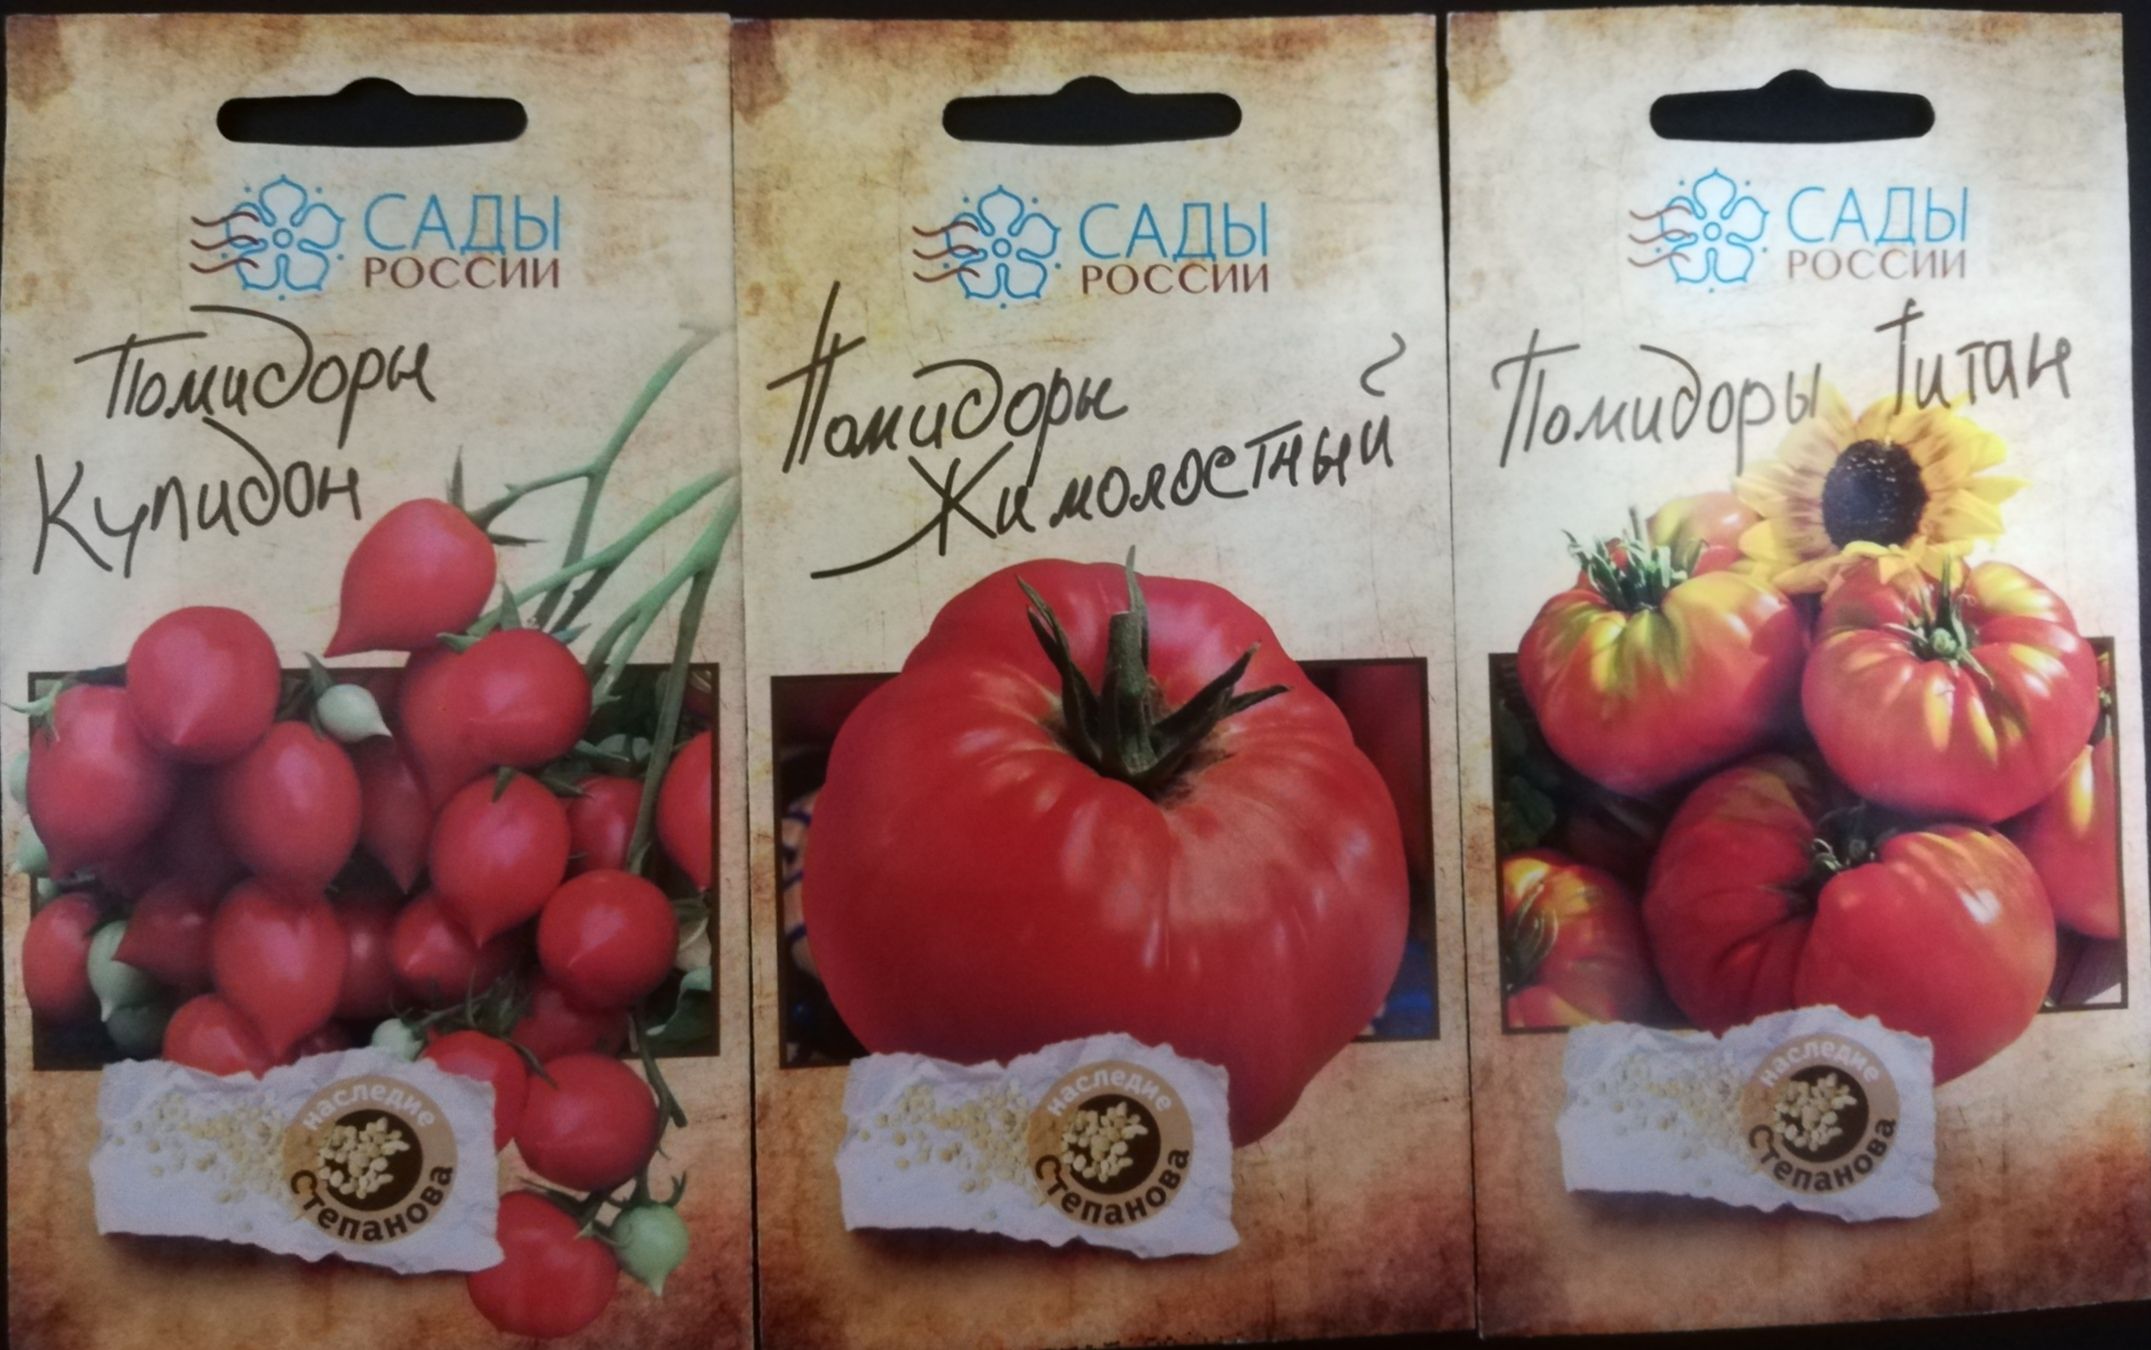 САДЫ
РОССИИ
Помидоры
Купидон
наследие
Степанова
САДЫ
РОССИИ
Помидоры
Жимолостный
наследие
Степанова
САДЫ
РОССИИ
Помидоры Титан
наследие
Степанова